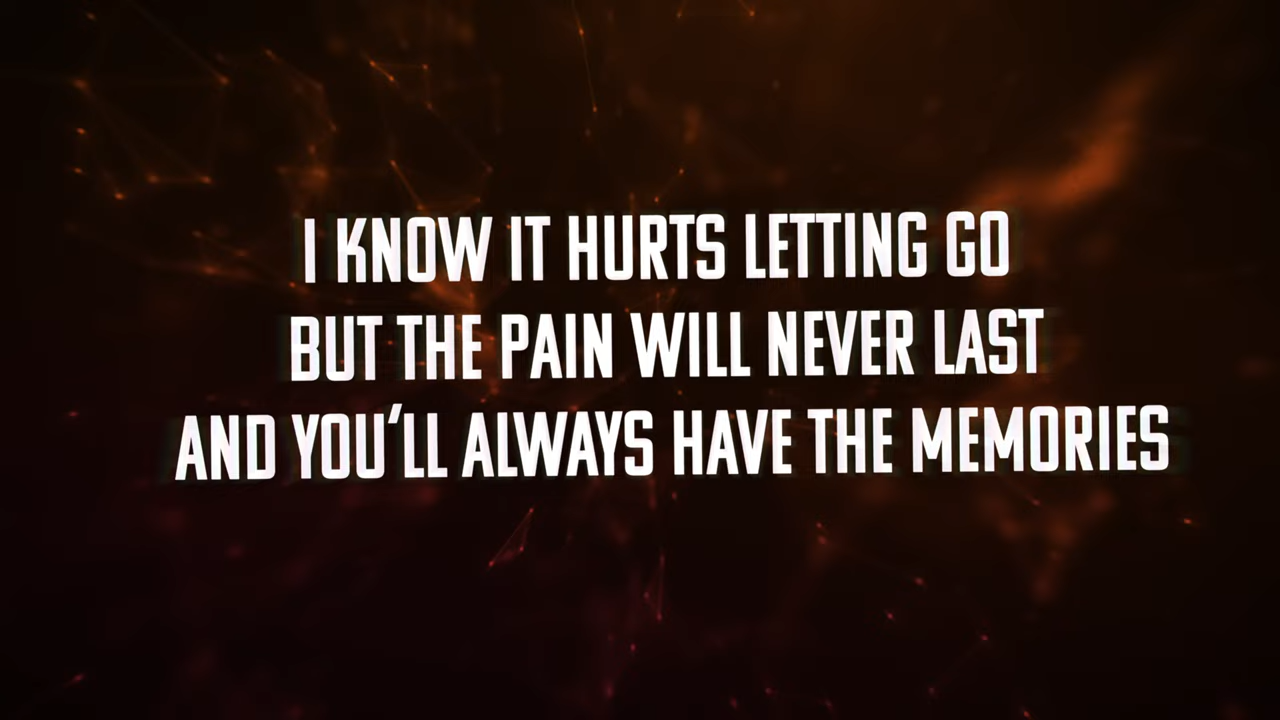 I KNOW IT HURTS LETTING GO
BUT THE PAIN WILL NEVER LAST
AND YOU'LL ALWAYS HAVE THE MEMORIES